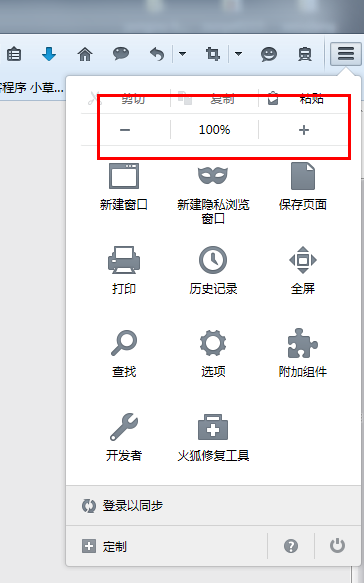 客程序 小草...
剪切 复制 粘贴
− 100% +
新建窗口 新建隐私浏览窗口 保存页面
打印 历史记录 全屏
查找 选项 附加组件
开发者 火狐修复工具
登录以同步
定制